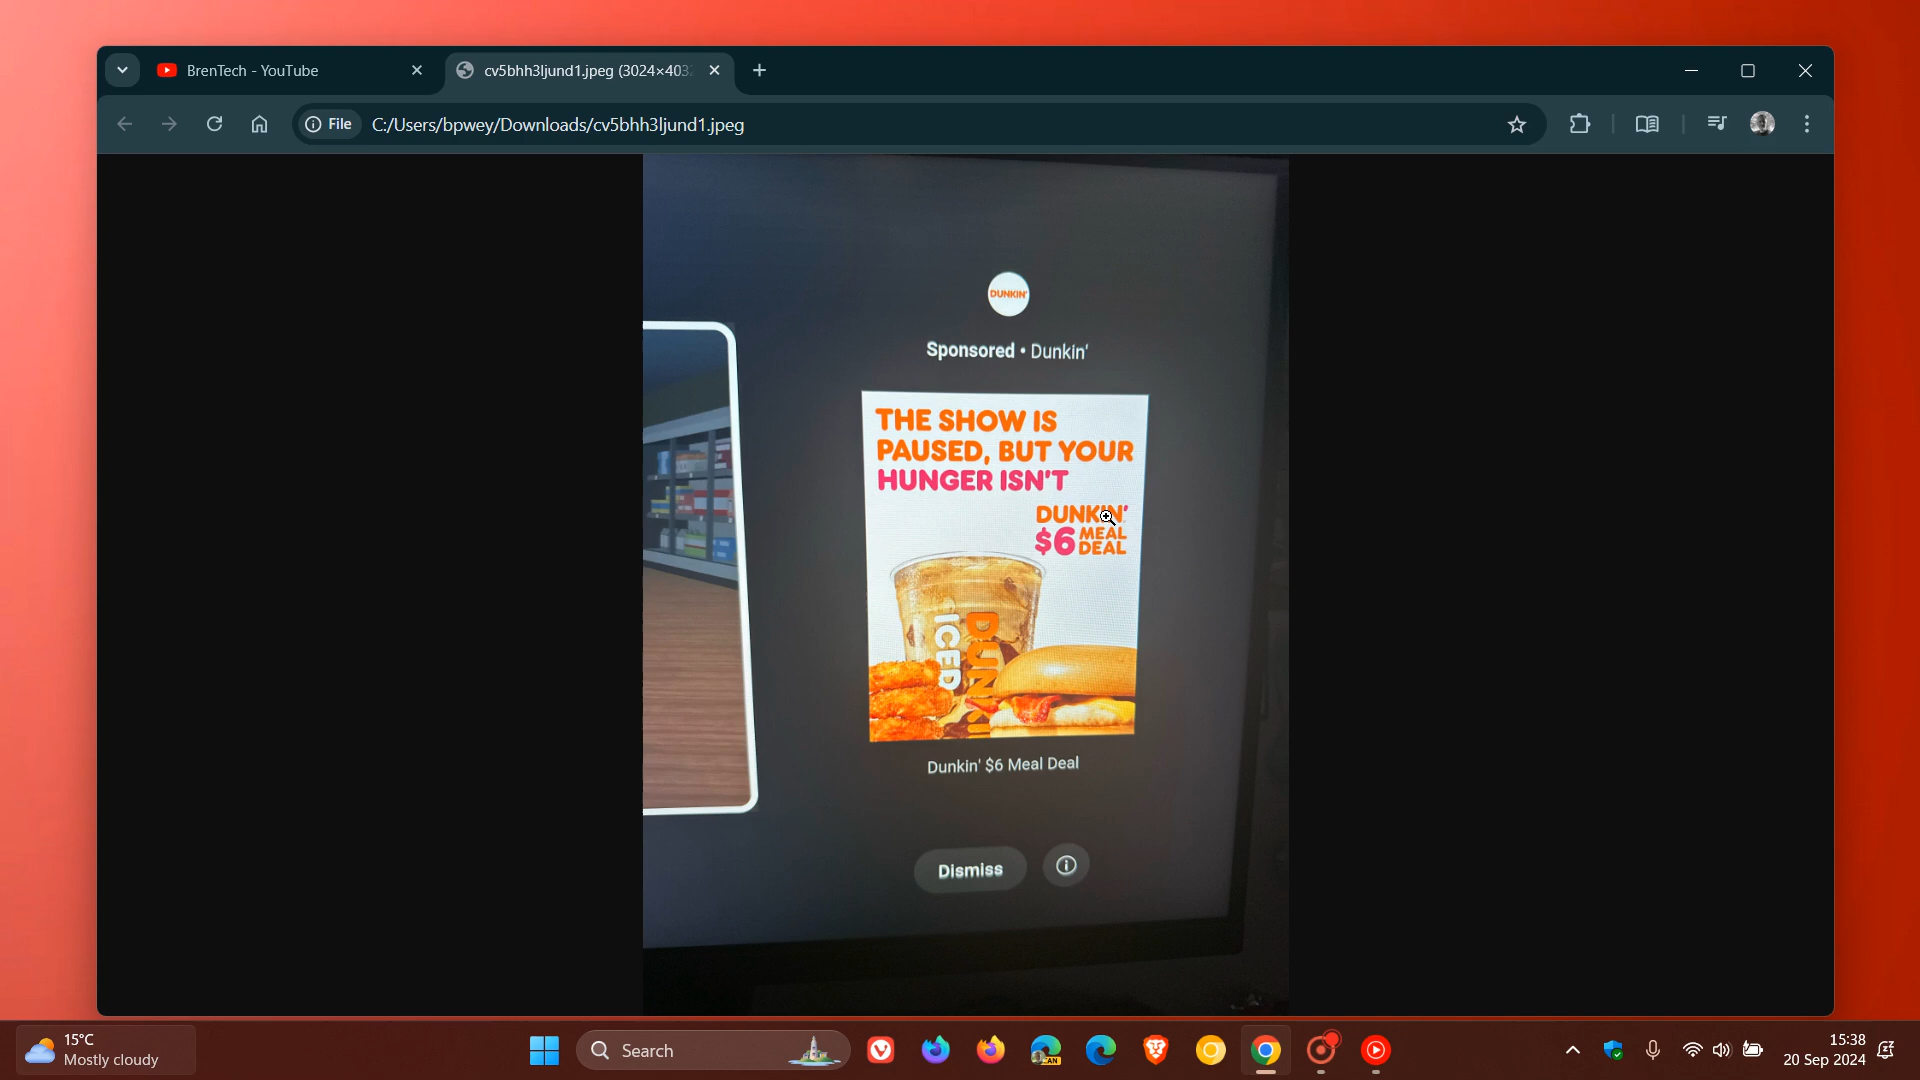 BrenTech - YouTube
cv5bhh3ljund1.jpeg (3024×403
File
C:/Users/bpwey/Downloads/cv5bhh3ljund1.jpeg
DUNKIN'
Sponsored • Dunkin'
THE SHOW IS
PAUSED, BUT YOUR
HUNGER ISN'T
DUNKIN'
$6 MEAL
DEAL
ICED
DUNKI
Dunkin' $6 Meal Deal
Dismiss
15°C
Mostly cloudy
Search
CAN
15:38
20 Sep 2024